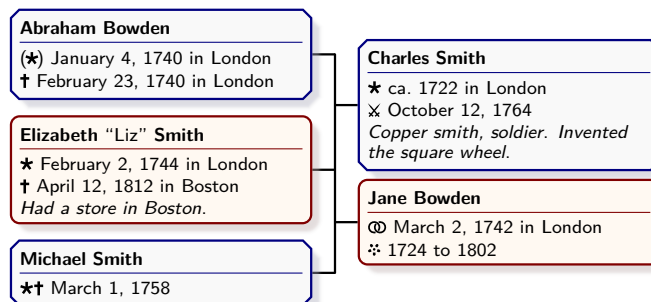 Abraham Bowden
(★) January 4, 1740 in London
† February 23, 1740 in London
Elizabeth “Liz” Smith
★ February 2, 1744 in London
† April 12, 1812 in Boston
Had a store in Boston.
Michael Smith
★† March 1, 1758
Charles Smith
★ ca. 1722 in London
⚔ October 12, 1764
Copper smith, soldier. Invented
the square wheel.
Jane Bowden
⚭ March 2, 1742 in London
⁘ 1724 to 1802